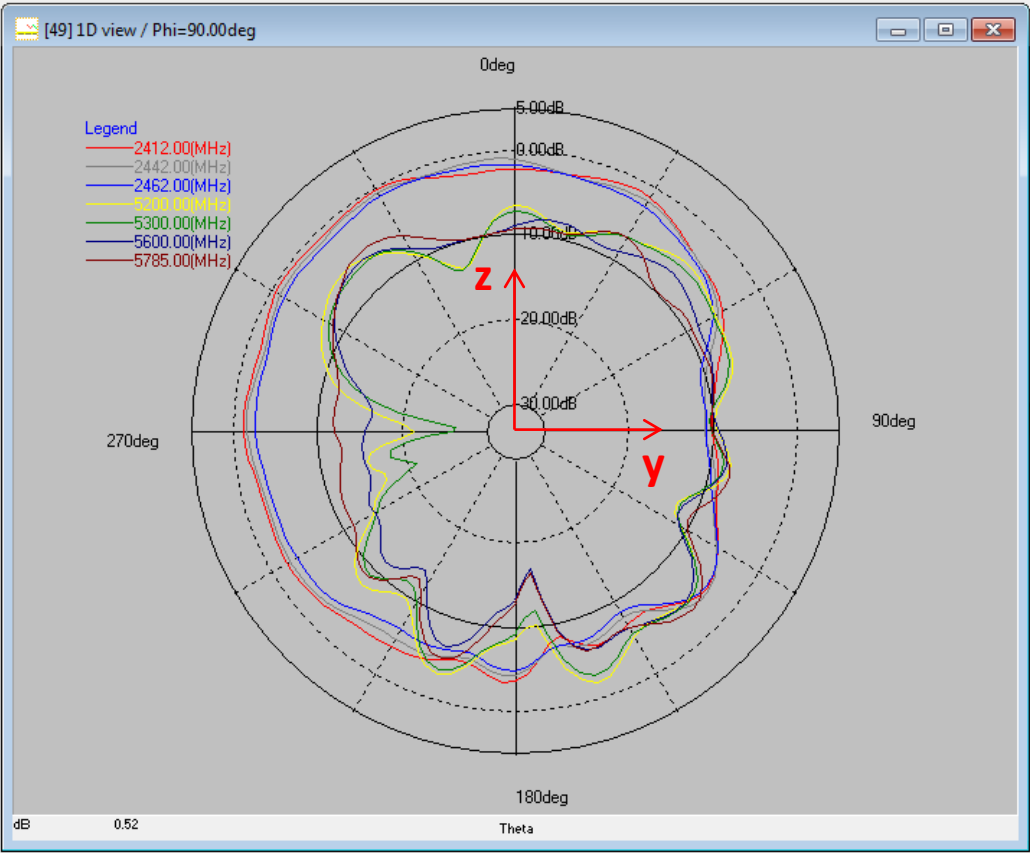 [49] 1D view / Phi=90.00deg
0deg
5.00dB
Legend
2412.00(MHz)
0.00dB
2442.00(MHz)
2462.00(MHz)
5200.00(MHz)
5300.00(MHz)
5600.00(MHz)
-10.00dB
5785.00(MHz)
z
-20.00dB
-30.00dB
90deg
270deg
y
180deg
dB 0.52 Theta